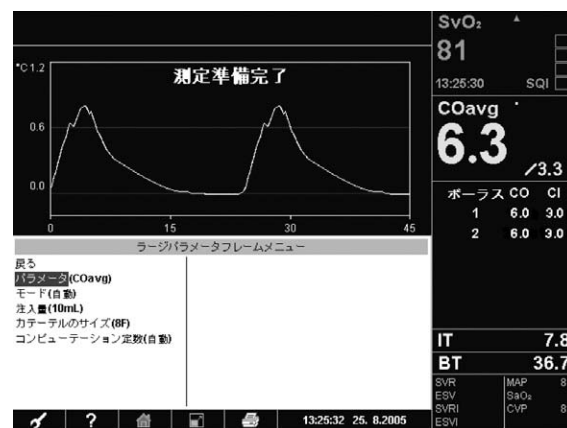 SvO₂
81
13:25:30 SQI
°C1.2
測定準備完了
0.6
0.0
0 15 30 45
COavg
6.3 /3.3
ボーラス CO CI
1 6.0 3.0
2 6.0 3.0
ラージパラメータフレームメニュー
戻る
パラメータ(COavg)
モード(自動)
注入量(10mL)
カテーテルのサイズ(8F)
コンピューテーション定数(自動)
IT 7.8
BT 36.7
SVR MAP 8
ESV SaO₂
SVRI CVP 8
ESVI
? 13:25:32 25. 8.2005